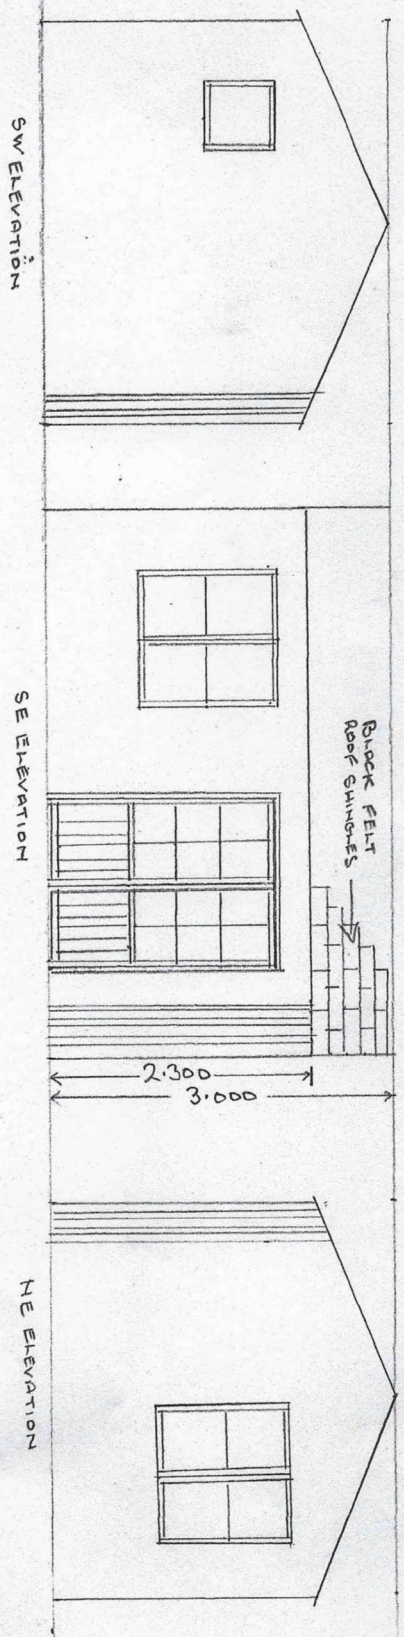 SW ELEVATION
SE ELEVATION
BLACK FELT
ROOF SHINGLES
2.300
3.000
NE ELEVATION